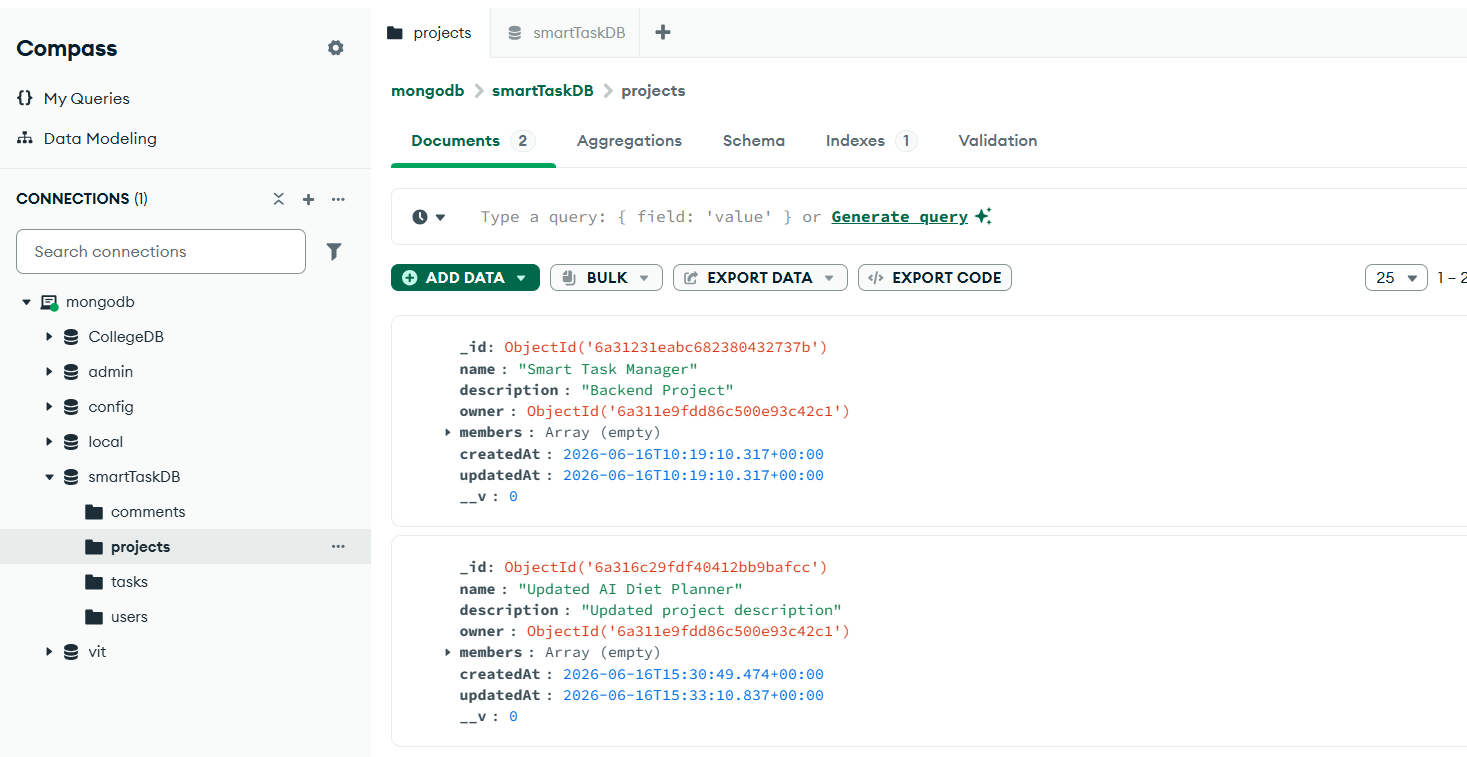 Compass
My Queries
Data Modeling
CONNECTIONS (1)
Search connections
mongodb
CollegeDB
admin
config
local
smartTaskDB
comments
projects
tasks
users
vit
projects
smartTaskDB
mongodb > smartTaskDB > projects
Documents 2 Aggregations Schema Indexes 1 Validation
Type a query: { field: 'value' } or Generate query
ADD DATA BULK EXPORT DATA EXPORT CODE 25 1 – 2
_id: ObjectId('6a31231eabc682380432737b')
name : "Smart Task Manager"
description : "Backend Project"
owner : ObjectId('6a311e9fdd86c500e93c42c1')
members : Array (empty)
createdAt : 2026-06-16T10:19:10.317+00:00
updatedAt : 2026-06-16T10:19:10.317+00:00
__v : 0
_id: ObjectId('6a316c29fdf40412bb9bafcc')
name : "Updated AI Diet Planner"
description : "Updated project description"
owner : ObjectId('6a311e9fdd86c500e93c42c1')
members : Array (empty)
createdAt : 2026-06-16T15:30:49.474+00:00
updatedAt : 2026-06-16T15:33:10.837+00:00
__v : 0